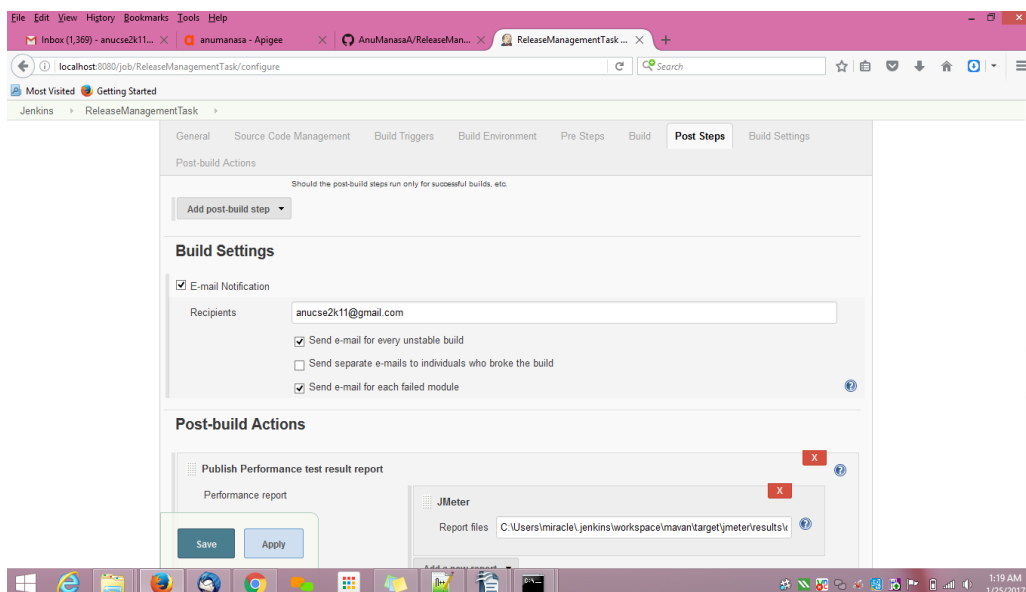 File Edit View History Bookmarks Tools Help
Inbox (1,369) - anucse2k11... anumanasa - Apigee AnuManasaA/ReleaseMan... ReleaseManagementTask ...
localhost:8080/job/ReleaseManagementTask/configure Search
Most Visited Getting Started
Jenkins ReleaseManagementTask
General Source Code Management Build Triggers Build Environment Pre Steps Build Post Steps Build Settings
Post-build Actions
Should the post-build steps run only for successful builds, etc.
Add post-build step
Build Settings
E-mail Notification
Recipients anucse2k11@gmail.com
Send e-mail for every unstable build
Send separate e-mails to individuals who broke the build
Send e-mail for each failed module
Post-build Actions
X
Publish Performance test result report
Performance report
X
JMeter
Report files C:\Users\miracle\.jenkins\workspace\mavan\target\jmeter\results\
Save Apply
Add a new report
1:19 AM
1/25/2017